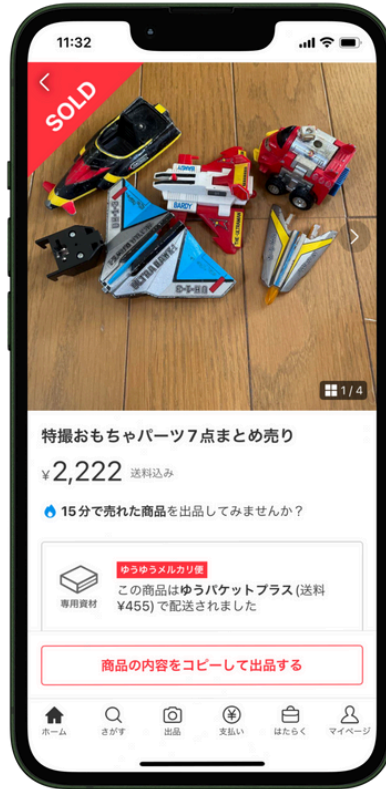 11:32
SOLD
BARDY
ULTRA HAWK-1
1 / 4
特撮おもちゃパーツ7点まとめ売り
¥2,222 送料込み
15分で売れた商品を出品してみませんか?
ゆうゆうメルカリ便
この商品はゆうパケットプラス(送料
¥455)で配送されました
専用資材
商品の内容をコピーして出品する
ホーム
さがす
出品
支払い
はたらく
マイページ